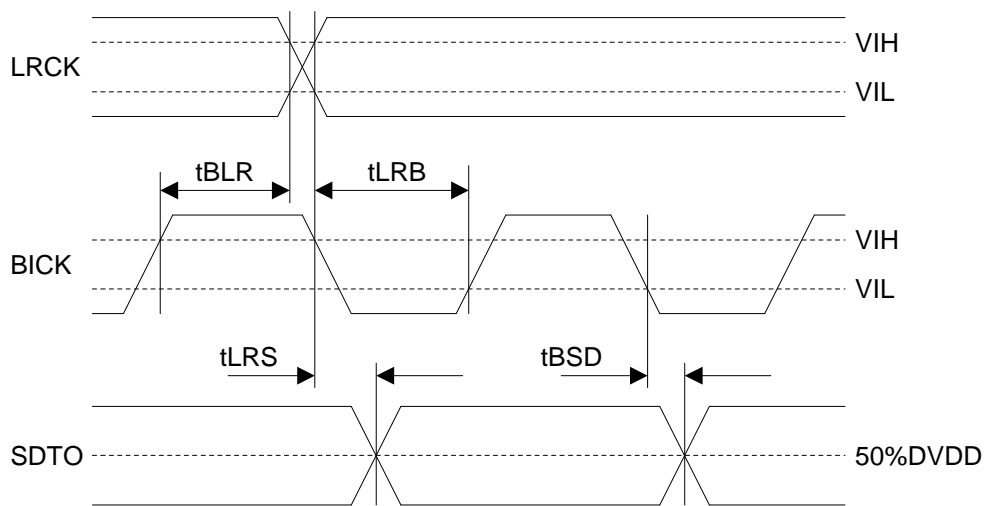 LRCK
VIH
VIL
tBLR
tLRB
BICK
VIH
VIL
tLRS
tBSD
SDTO
50%DVDD